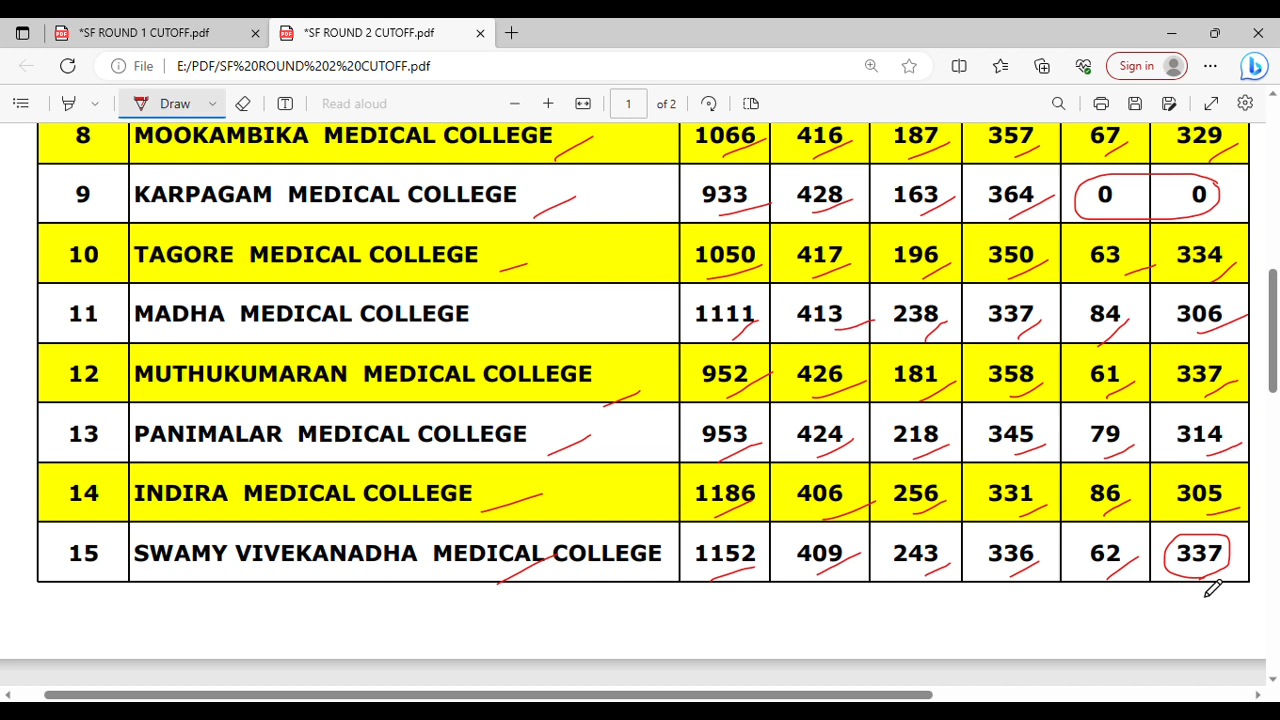 *SF ROUND 1 CUTOFF.pdf *SF ROUND 2 CUTOFF.pdf
File E:/PDF/SF%20ROUND%202%20CUTOFF.pdf Sign in
Draw Read aloud 1 of 2
8 MOOKAMBIKA MEDICAL COLLEGE 1066 416 187 357 67 329
9 KARPAGAM MEDICAL COLLEGE 933 428 163 364 0 0
10 TAGORE MEDICAL COLLEGE 1050 417 196 350 63 334
11 MADHA MEDICAL COLLEGE 1111 413 238 337 84 306
12 MUTHUKUMARAN MEDICAL COLLEGE 952 426 181 358 61 337
13 PANIMALAR MEDICAL COLLEGE 953 424 218 345 79 314
14 INDIRA MEDICAL COLLEGE 1186 406 256 331 86 305
15 SWAMY VIVEKANADHA MEDICAL COLLEGE 1152 409 243 336 62 337